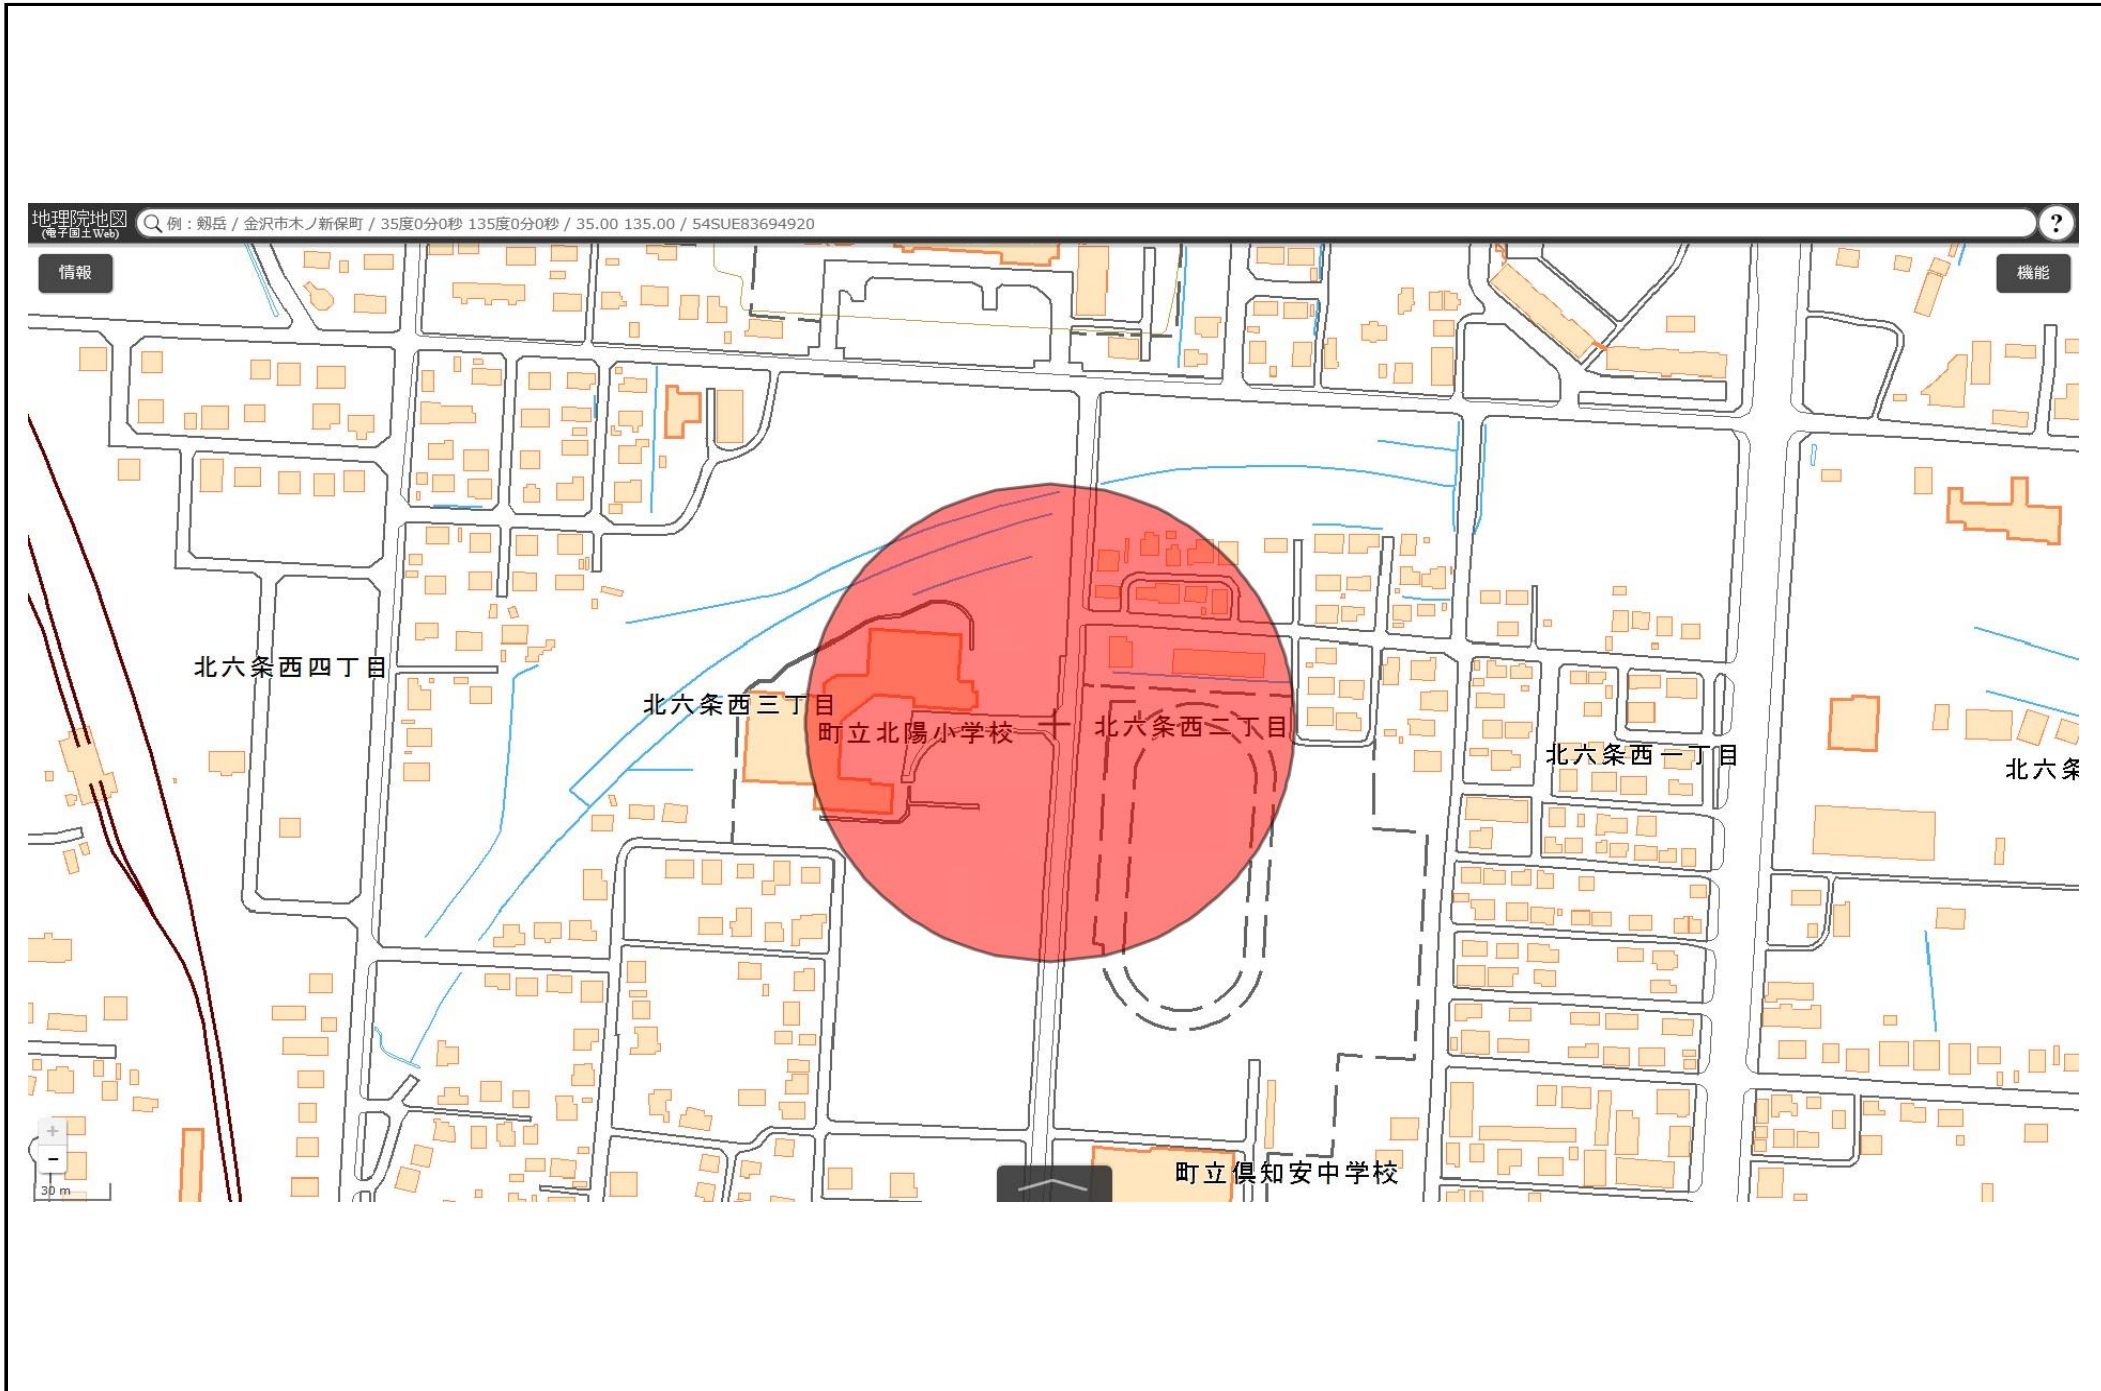 地理院地図
(電子国土Web)
例：剱岳 / 金沢市木ノ新保町 / 35度0分0秒 135度0分0秒 / 35.00 135.00 / 54SUE83694920
?
情報
機能
北六条西四丁目
北六条西三丁目
町立北陽小学校
北六条西二丁目
北六条西一丁目
北六条
町立倶知安中学校
+
−
30 m